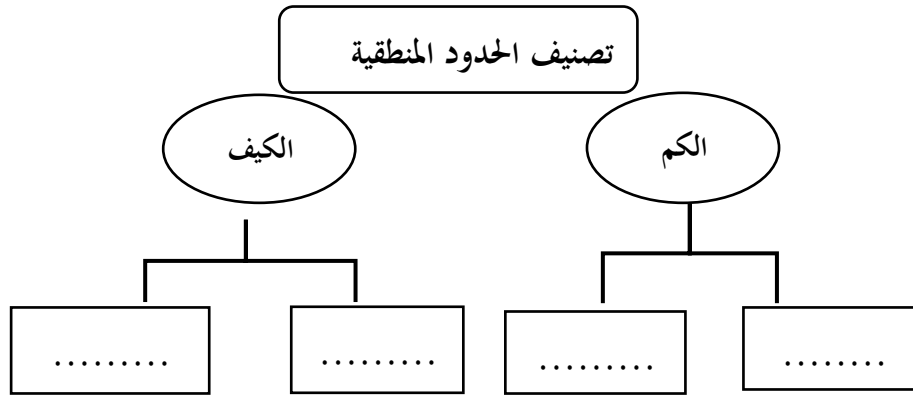 تصنيف الحدود المنطقية
الكم
الكيف
........
.........
.........
.........